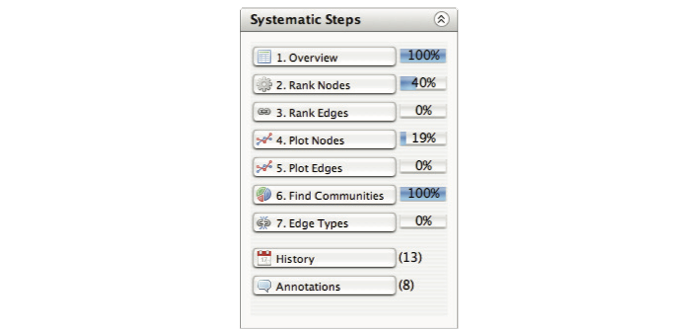 Systematic Steps
1. Overview 100%
2. Rank Nodes 40%
3. Rank Edges 0%
4. Plot Nodes 19%
5. Plot Edges 0%
6. Find Communities 100%
7. Edge Types 0%
History (13)
Annotations (8)